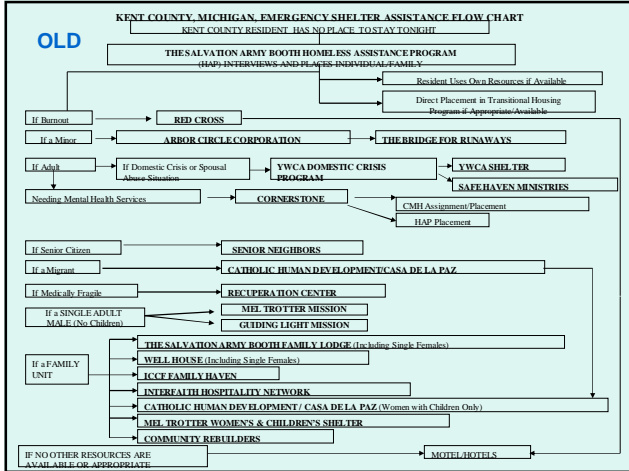 KENT COUNTY, MICHIGAN, EMERGENCY SHELTER ASSISTANCE FLOW CHART
KENT COUNTY RESIDENT HAS NO PLACE TO STAY TONIGHT
OLD
THE SALVATION ARMY BOOTH HOMELESS ASSISTANCE PROGRAM
(HAP) INTERVIEWS AND PLACES INDIVIDUAL/FAMILY
Resident Uses Own Resources if Available
Direct Placement in Transitional Housing
Program if Appropriate/Available
If Burnout
RED CROSS
If a Minor
ARBOR CIRCLE CORPORATION
THE BRIDGE FOR RUNAWAYS
If Adult
If Domestic Crisis or Spousal
Abuse Situation
YWCA DOMESTIC CRISIS
PROGRAM
YWCA SHELTER
SAFE HAVEN MINISTRIES
Needing Mental Health Services
CORNERSTONE
CMH Assignment/Placement
HAP Placement
If Senior Citizen
SENIOR NEIGHBORS
If a Migrant
CATHOLIC HUMAN DEVELOPMENT/CASA DE LA PAZ
If Medically Fragile
RECUPERATION CENTER
If a SINGLE ADULT
MALE (No Children)
MEL TROTTER MISSION
GUIDING LIGHT MISSION
If a FAMILY
UNIT
THE SALVATION ARMY BOOTH FAMILY LODGE (Including Single Females)
WELL HOUSE (Including Single Females)
ICCF FAMILY HAVEN
INTERFAITH HOSPITALITY NETWORK
CATHOLIC HUMAN DEVELOPMENT / CASA DE LA PAZ (Women with Children Only)
MEL TROTTER WOMEN'S & CHILDREN'S SHELTER
COMMUNITY REBUILDERS
IF NO OTHER RESOURCES ARE
AVAILABLE OR APPROPRIATE
MOTEL/HOTELS